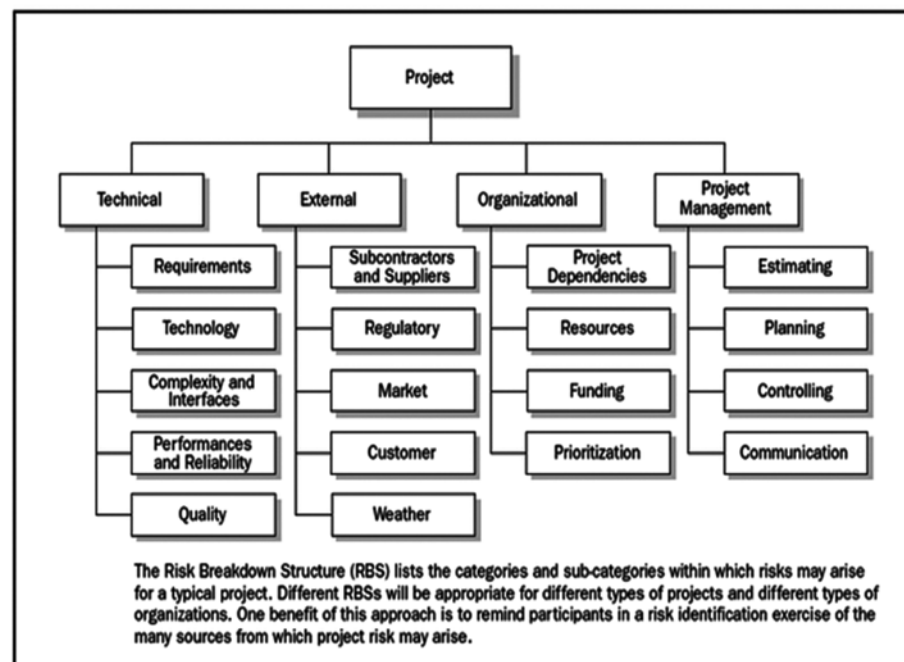 Project
Technical
External
Organizational
Project
Management
Requirements
Technology
Complexity and
Interfaces
Performances
and Reliability
Quality
Subcontractors
and Suppliers
Regulatory
Market
Customer
Weather
Project
Dependencies
Resources
Funding
Prioritization
Estimating
Planning
Controlling
Communication
The Risk Breakdown Structure (RBS) lists the categories and sub-categories within which risks may arise
for a typical project. Different RBSs will be appropriate for different types of projects and different types of
organizations. One benefit of this approach is to remind participants in a risk identification exercise of the
many sources from which project risk may arise.